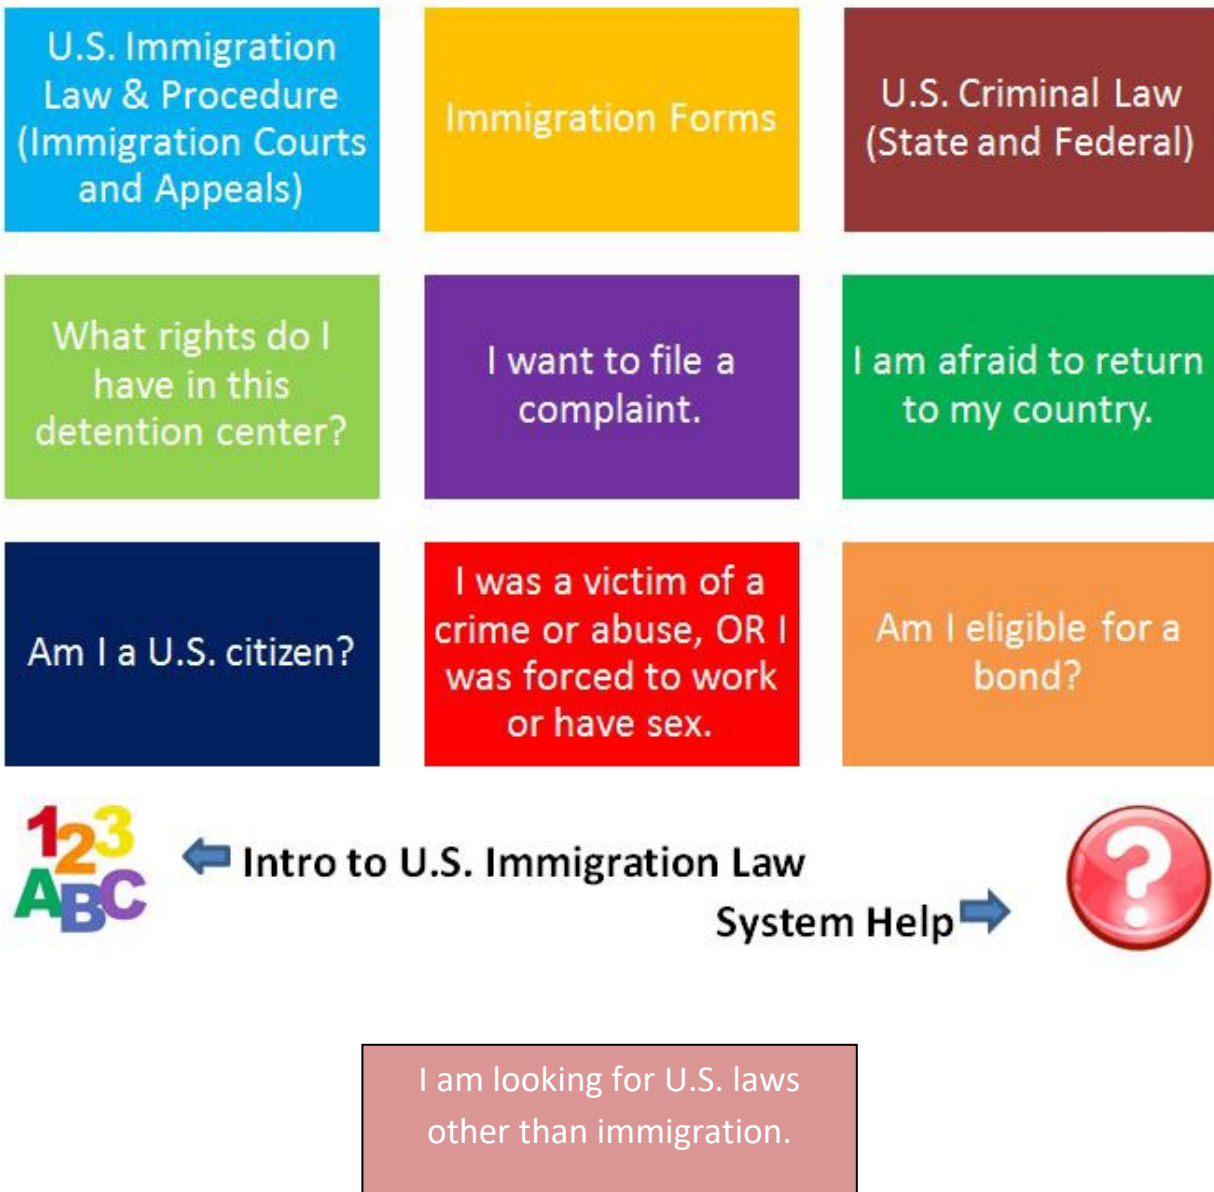 U.S. Immigration
Law & Procedure
(Immigration Courts
and Appeals)
Immigration Forms
U.S. Criminal Law
(State and Federal)
What rights do I
have in this
detention center?
I want to file a
complaint.
I am afraid to return
to my country.
Am I a U.S. citizen?
I was a victim of a
crime or abuse, OR I
was forced to work
or have sex.
Am I eligible for a
bond?
123
ABC
Intro to U.S. Immigration Law
System Help
?
I am looking for U.S. laws
other than immigration.